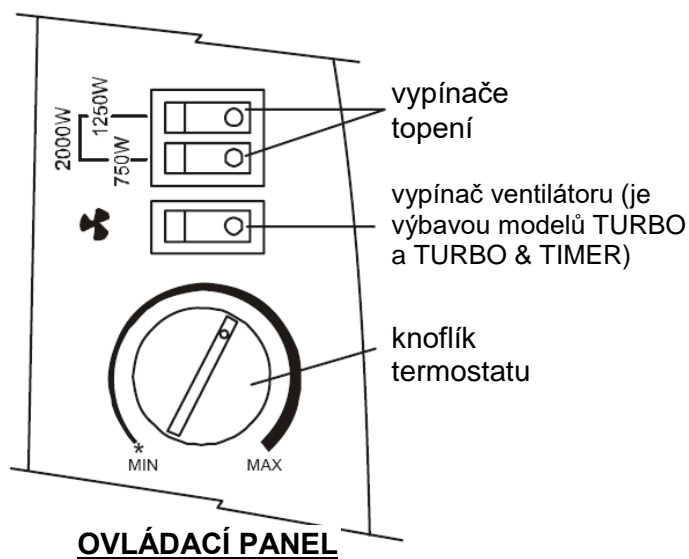 2000W
1250W
750W
vypínače
topení
vypínač ventilátoru (je
výbavou modelů TURBO
a TURBO & TIMER)
knoflík
termostatu
*
MIN
MAX
OVLÁDACÍ PANEL